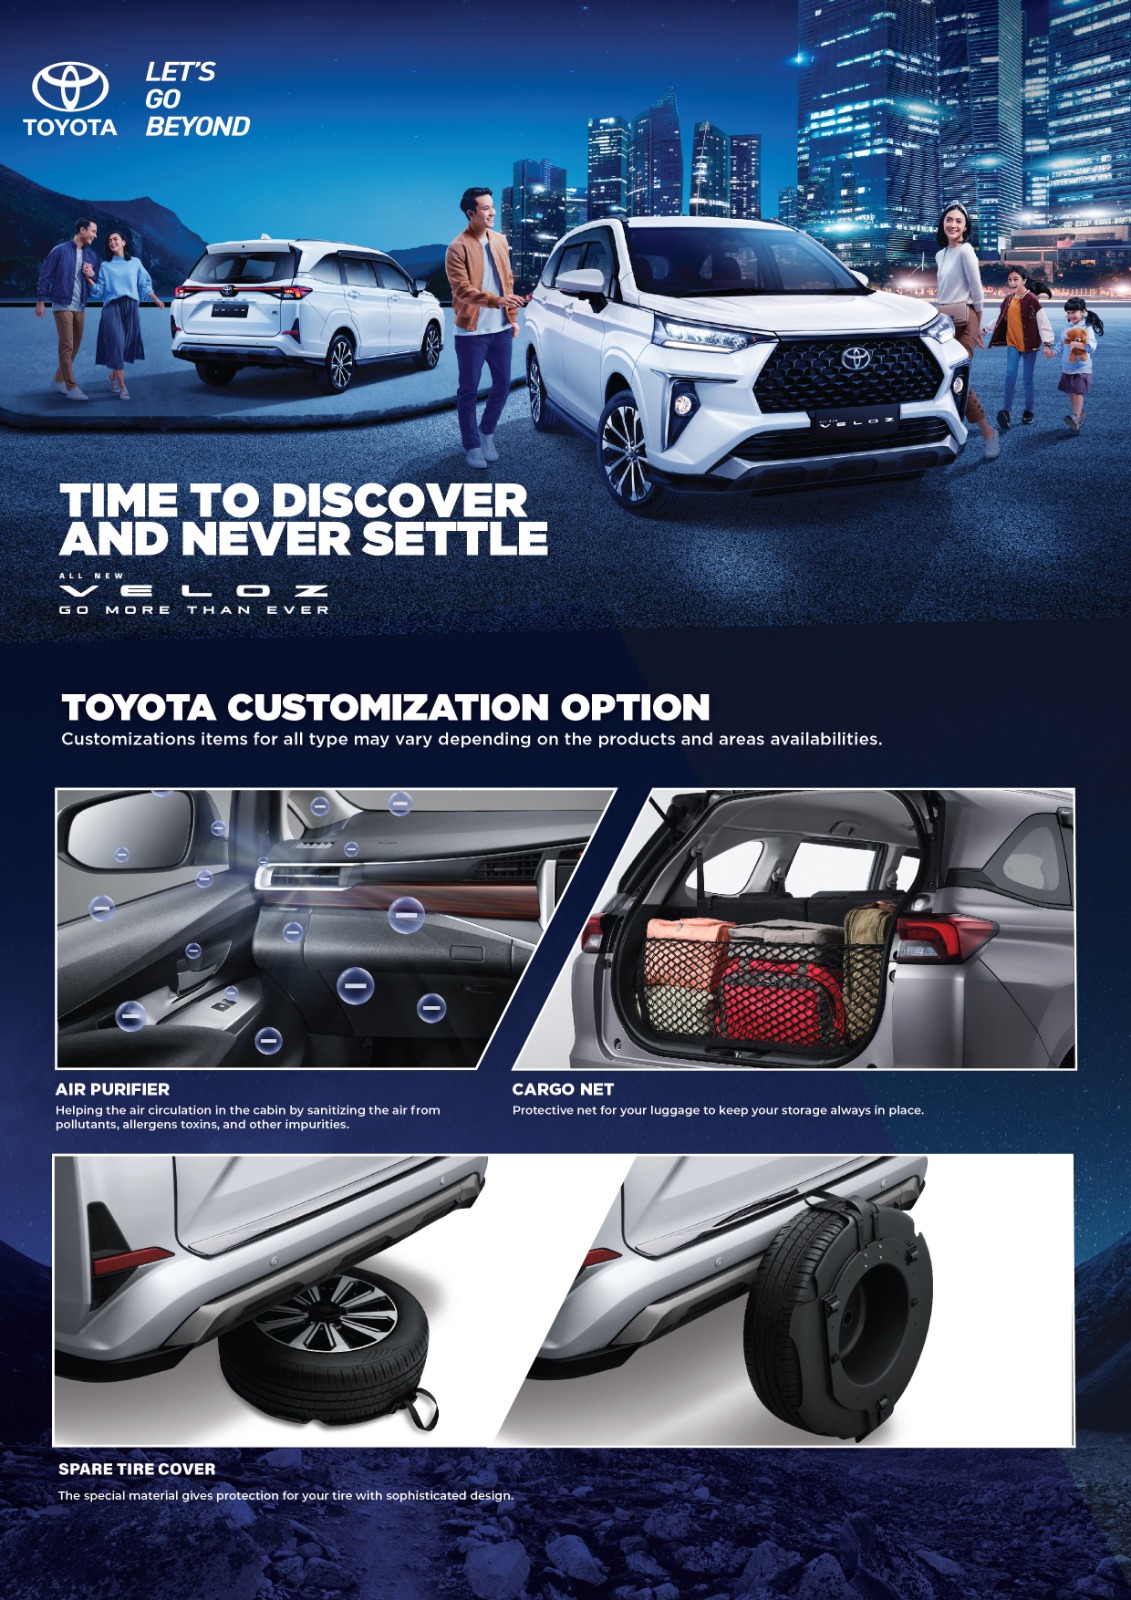 TOYOTA
LET'S
GO
BEYOND
VELOZ
VELOZ
TIME TO DISCOVER
AND NEVER SETTLE
ALL NEW
VELOZ
GO MORE THAN EVER
TOYOTA CUSTOMIZATION OPTION
Customizations items for all type may vary depending on the products and areas availabilities.
AIR PURIFIER
Helping the air circulation in the cabin by sanitizing the air from
pollutants, allergens toxins, and other impurities.
CARGO NET
Protective net for your luggage to keep your storage always in place.
SPARE TIRE COVER
The special material gives protection for your tire with sophisticated design.